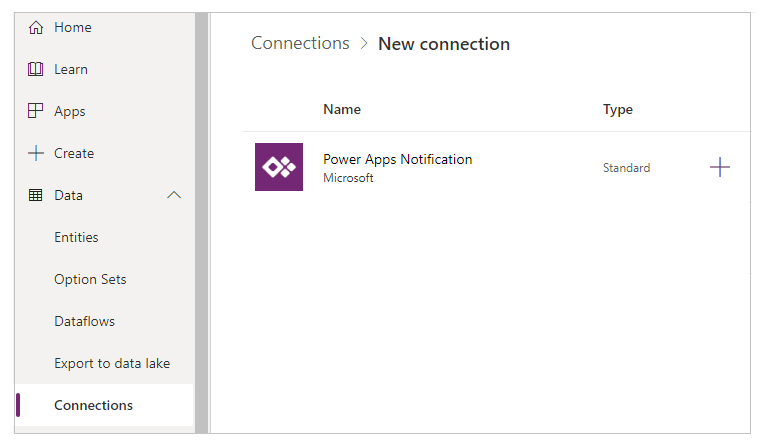 Home
Learn
Apps
Create
Data
Entities
Option Sets
Dataflows
Export to data lake
Connections
Connections > New connection
Name Type
Power Apps Notification
Microsoft
Standard